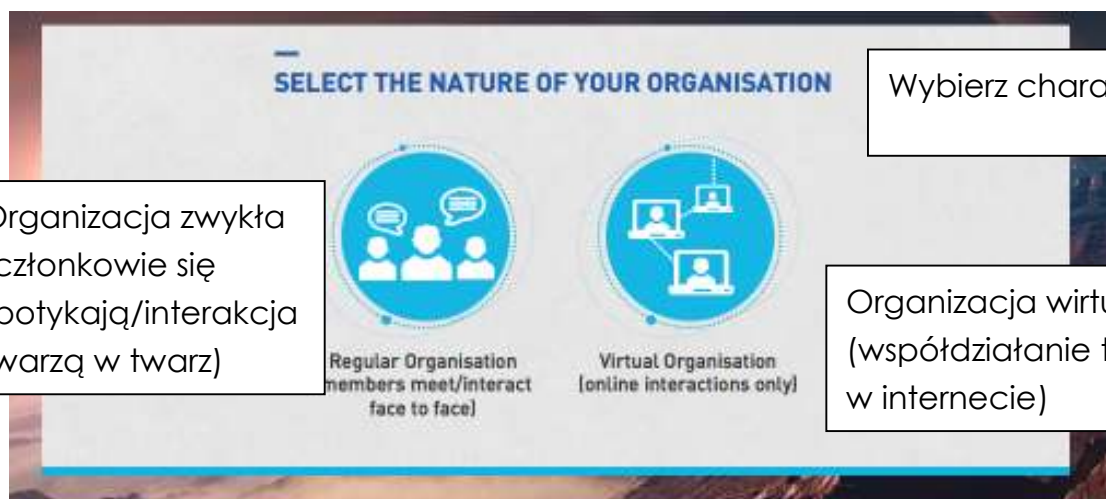 SELECT THE NATURE OF YOUR ORGANISATION
Wybierz chara
Organizacja zwykła
członkowie się
potykają/interakcja
warzą w twarz)
Regular Organisation
members meet/interact
face to face)
Virtual Organisation
(online interactions only)
Organizacja wirtu
(współdziałanie t
w internecie)